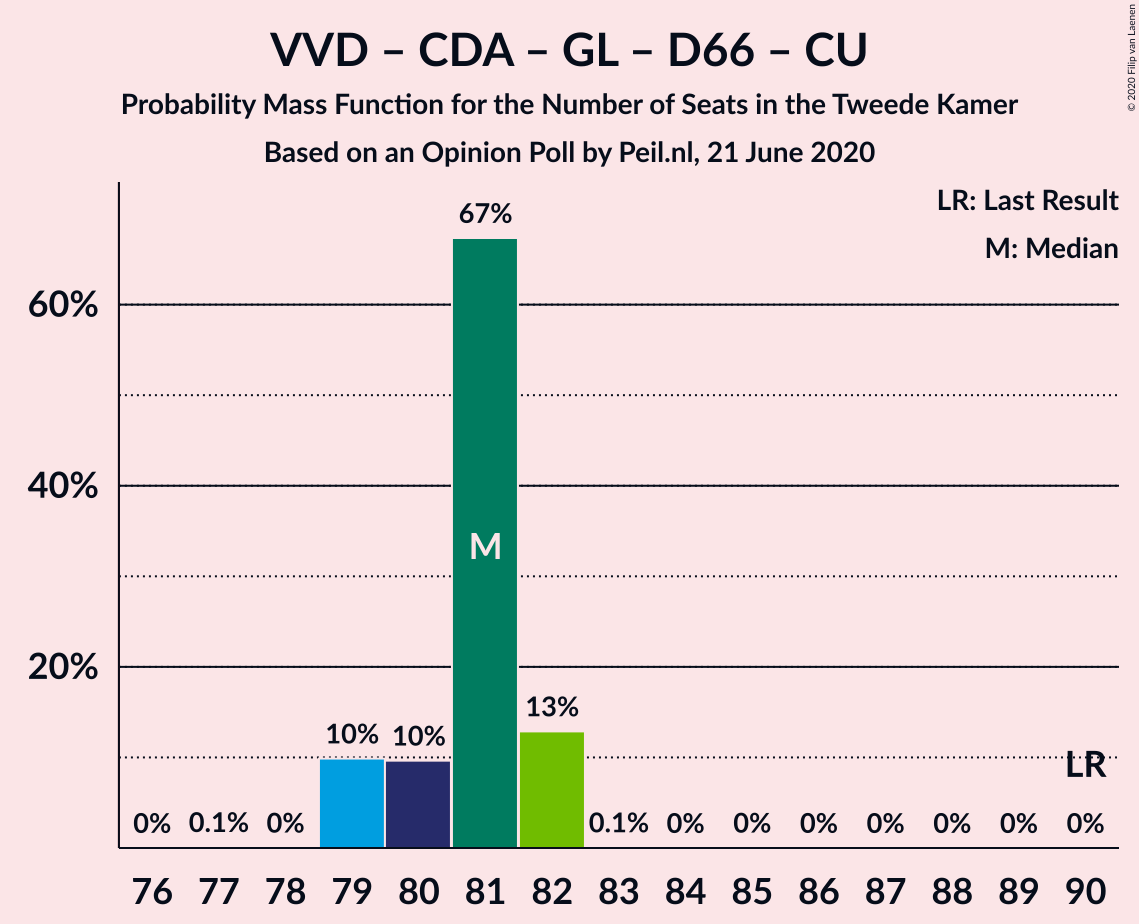 VVD – CDA – GL – D66 – CU
Probability Mass Function for the Number of Seats in the Tweede Kamer
Based on an Opinion Poll by Peil.nl, 21 June 2020
© 2020 Filip van Laenen
LR: Last Result
M: Median
60%
40%
20%
0%
0.1%
0%
10%
10%
67%
M
13%
0.1%
0%
0%
0%
0%
0%
0%
0%
LR
76 77 78 79 80 81 82 83 84 85 86 87 88 89 90